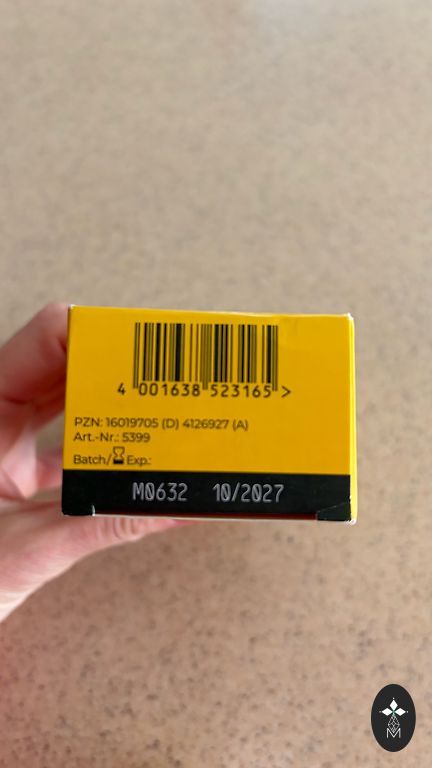 4 001638 523165 >
PZN: 16019705 (D) 4126927 (A)
Art.-Nr.: 5399
Batch/ Exp.:
M0632 10/2027
M